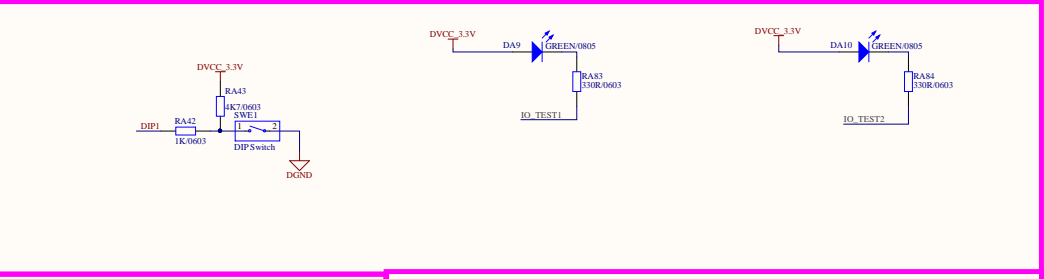 DVCC_3.3V
DA9
GREEN/0805
RA83
330R/0603
IO_TEST1
DVCC_3.3V
DA10
GREEN/0805
RA84
330R/0603
IO_TEST2
DVCC_3.3V
RA43
4K7/0603
SWE1
DIP1
RA42
1K/0603
1
2
DIP Switch
DGND